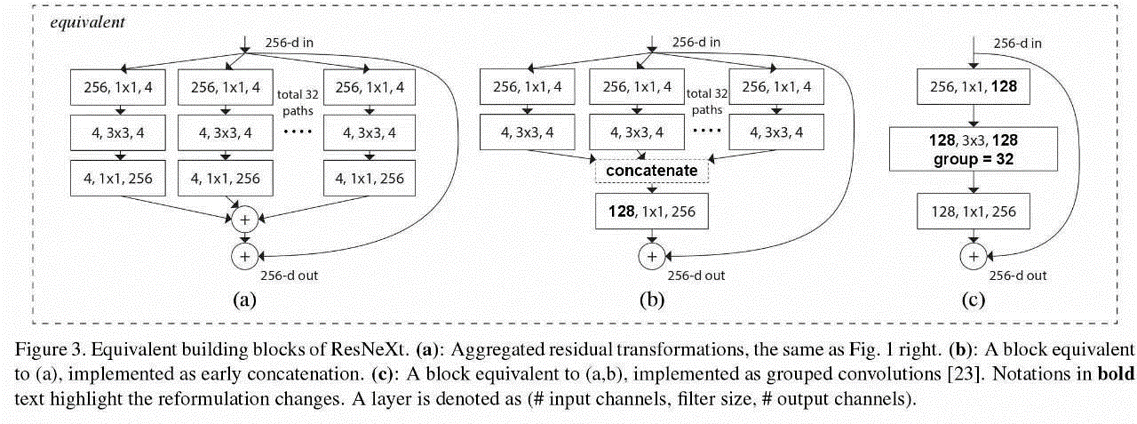 equivalent
256-d in
256, 1x1, 4
256, 1x1, 4
total 32
paths
256, 1x1, 4
4, 3x3, 4
4, 3x3, 4
....
4, 3x3, 4
4, 1x1, 256
4, 1x1, 256
4, 1x1, 256
+
+
256-d out
(a)
256-d in
256, 1x1, 4
256, 1x1, 4
total 32
paths
256, 1x1, 4
4, 3x3, 4
4, 3x3, 4
....
4, 3x3, 4
concatenate
128, 1x1, 256
+
256-d out
(b)
256-d in
256, 1x1, 128
128, 3x3, 128
group = 32
128, 1x1, 256
+
256-d out
(c)
Figure 3. Equivalent building blocks of ResNeXt. (a): Aggregated residual transformations, the same as Fig. 1 right. (b): A block equivalent
to (a), implemented as early concatenation. (c): A block equivalent to (a,b), implemented as grouped convolutions [23]. Notations in bold
text highlight the reformulation changes. A layer is denoted as (# input channels, filter size, # output channels).